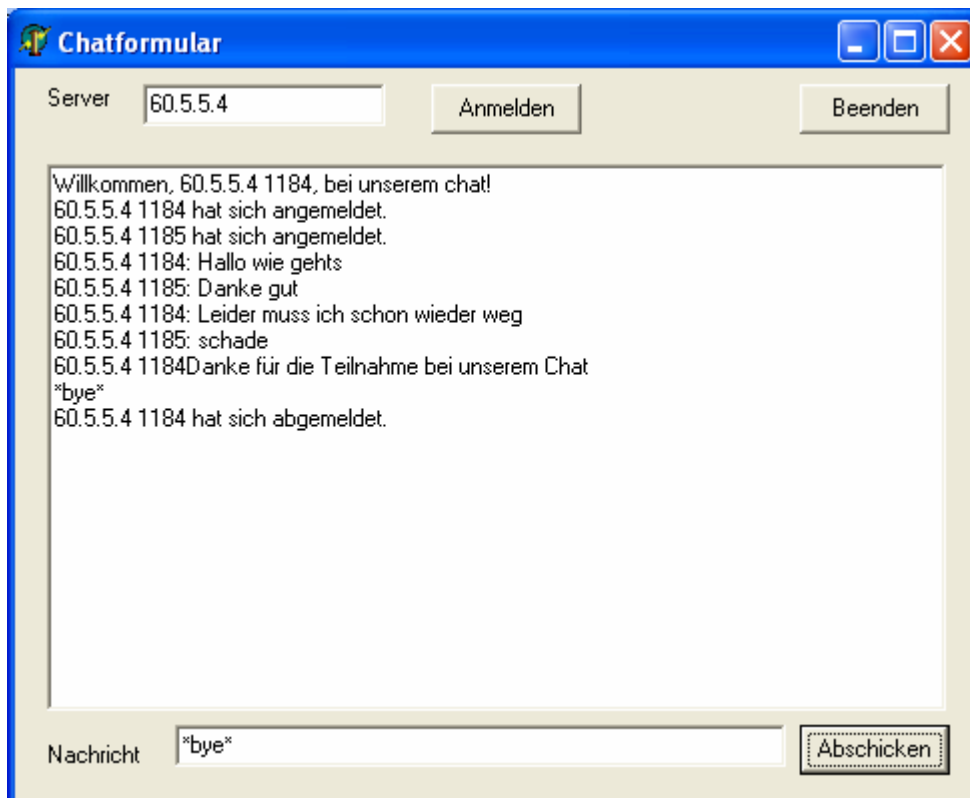 Chatformular
Server 60.5.5.4 Anmelden Beenden
Willkommen, 60.5.5.4 1184, bei unserem chat!
60.5.5.4 1184 hat sich angemeldet.
60.5.5.4 1185 hat sich angemeldet.
60.5.5.4 1184: Hallo wie gehts
60.5.5.4 1185: Danke gut
60.5.5.4 1184: Leider muss ich schon wieder weg
60.5.5.4 1185: schade
60.5.5.4 1184Danke für die Teilnahme bei unserem Chat
*bye*
60.5.5.4 1184 hat sich abgemeldet.
Nachricht *bye* Abschicken